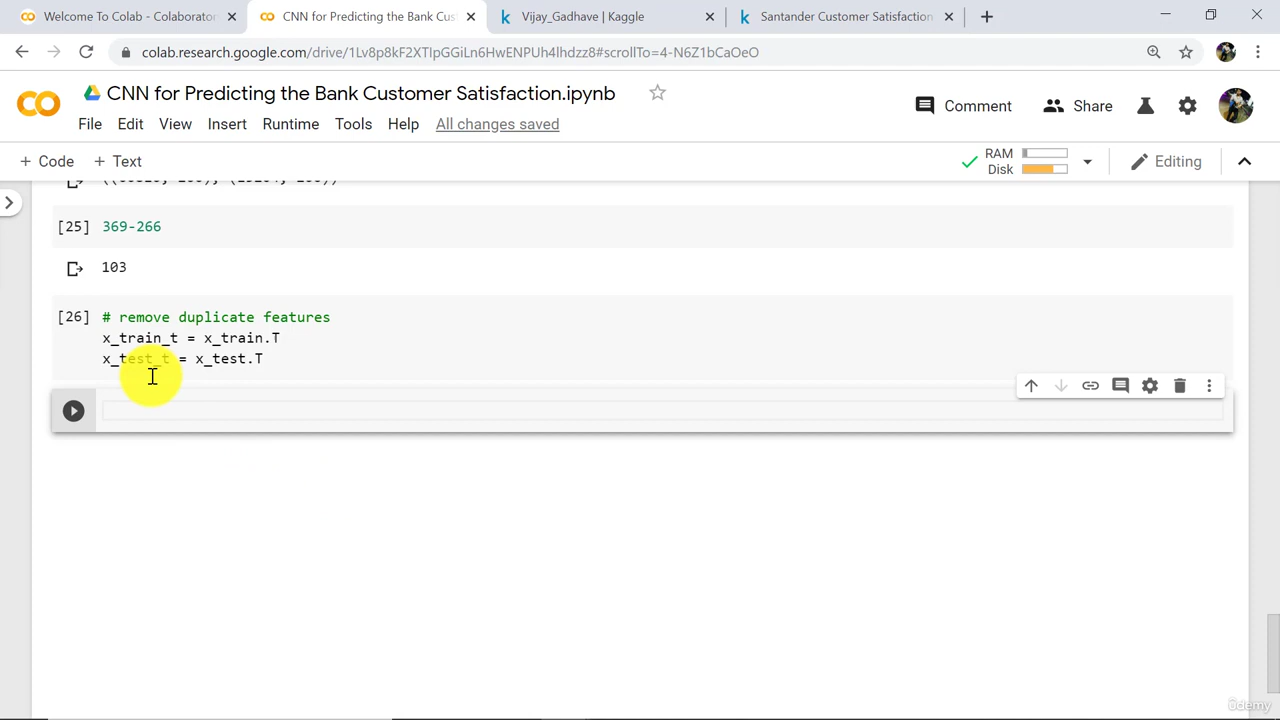 Welcome To Colab - Colaborator
CNN for Predicting the Bank Cust
Vijay_Gadhave | Kaggle
Santander Customer Satisfaction
colab.research.google.com/drive/1Lv8p8kF2XTIpGGiLn6HwENPUh4lhdzz8#scrollTo=4-N6Z1bCaOeO
CNN for Predicting the Bank Customer Satisfaction.ipynb
Comment
Share
File Edit View Insert Runtime Tools Help All changes saved
+ Code + Text
RAM
Disk
Editing
[25] 369-266
103
[26] # remove duplicate features
x_train_t = x_train.T
x_test_t = x_test.T
ûdemy